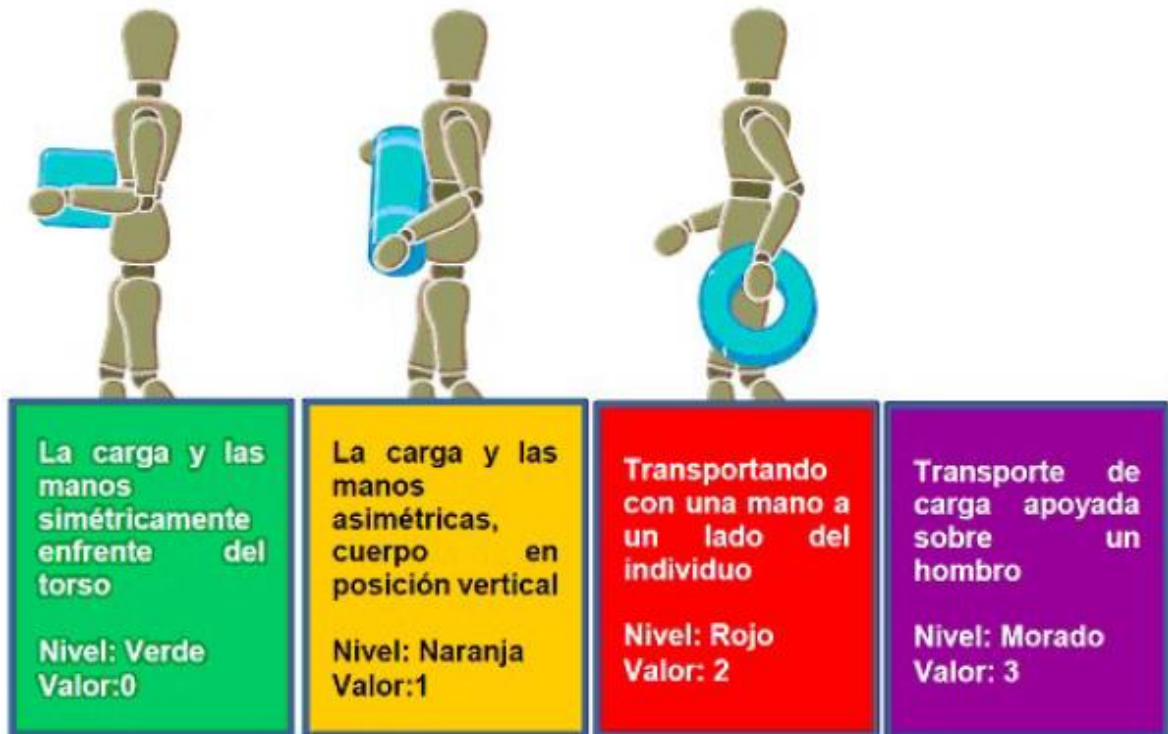 La carga y las
manos
simétricamente
enfrente del
torso
Nivel: Verde
Valor:0
La carga y las
manos
asimétricas,
cuerpo en
posición vertical
Nivel: Naranja
Valor:1
Transportando
con una mano a
un lado del
individuo
Nivel: Rojo
Valor: 2
Transporte de
carga apoyada
sobre un
hombro
Nivel: Morado
Valor: 3